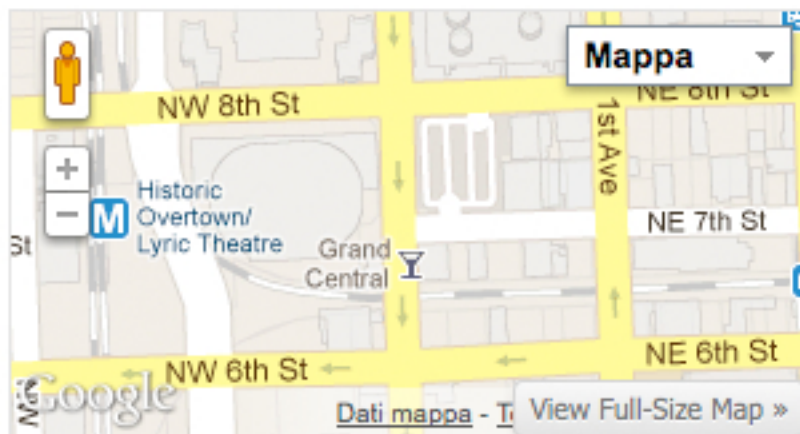 Mappa
NE 8th St
NW 8th St
1st Ave
Historic
Overtown/
Lyric Theatre
M
NE 7th St
St
Grand
Central
NE 6th St
NW 6th St
Google
Dati mappa -
View Full-Size Map »